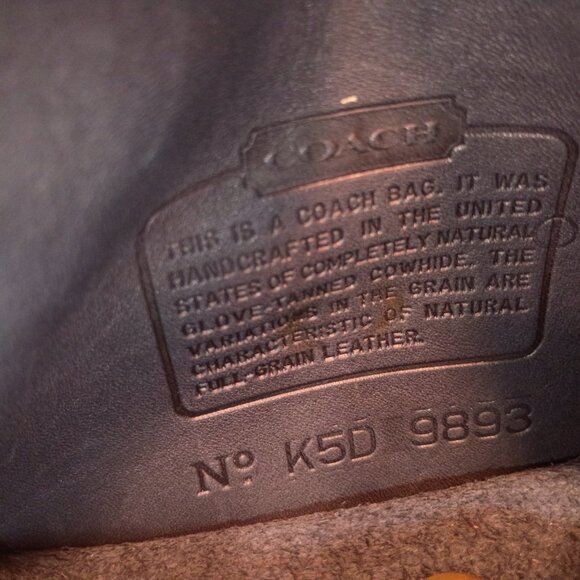 COACH
THIS IS A COACH BAG. IT WAS
HANDCRAFTED IN THE UNITED
STATES OF COMPLETELY NATURAL
GLOVE-TANNED COWHIDE. THE
VARIATIONS IN THE GRAIN ARE
CHARACTERISTIC OF NATURAL
FULL-GRAIN LEATHER.
Nº K5D 9893